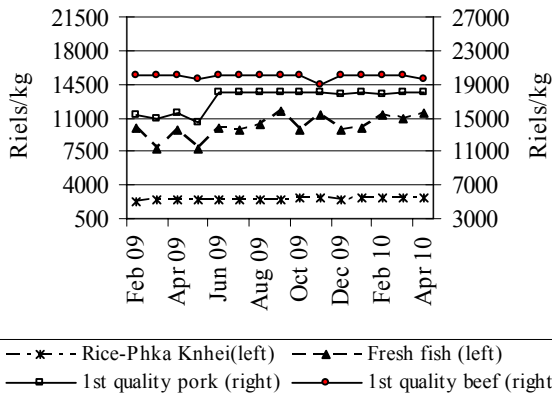 21500 27000
18000 23000
14500 19000
11000 15000
7500 11000
4000 7000
500 3000
Riels/kg
Riels/kg
Feb 09 Apr 09 Jun 09 Aug 09 Oct 09 Dec 09 Feb 10 Apr 10
Rice-Phka Knhei(left) Fresh fish (left)
1st quality pork (right) 1st quality beef (right